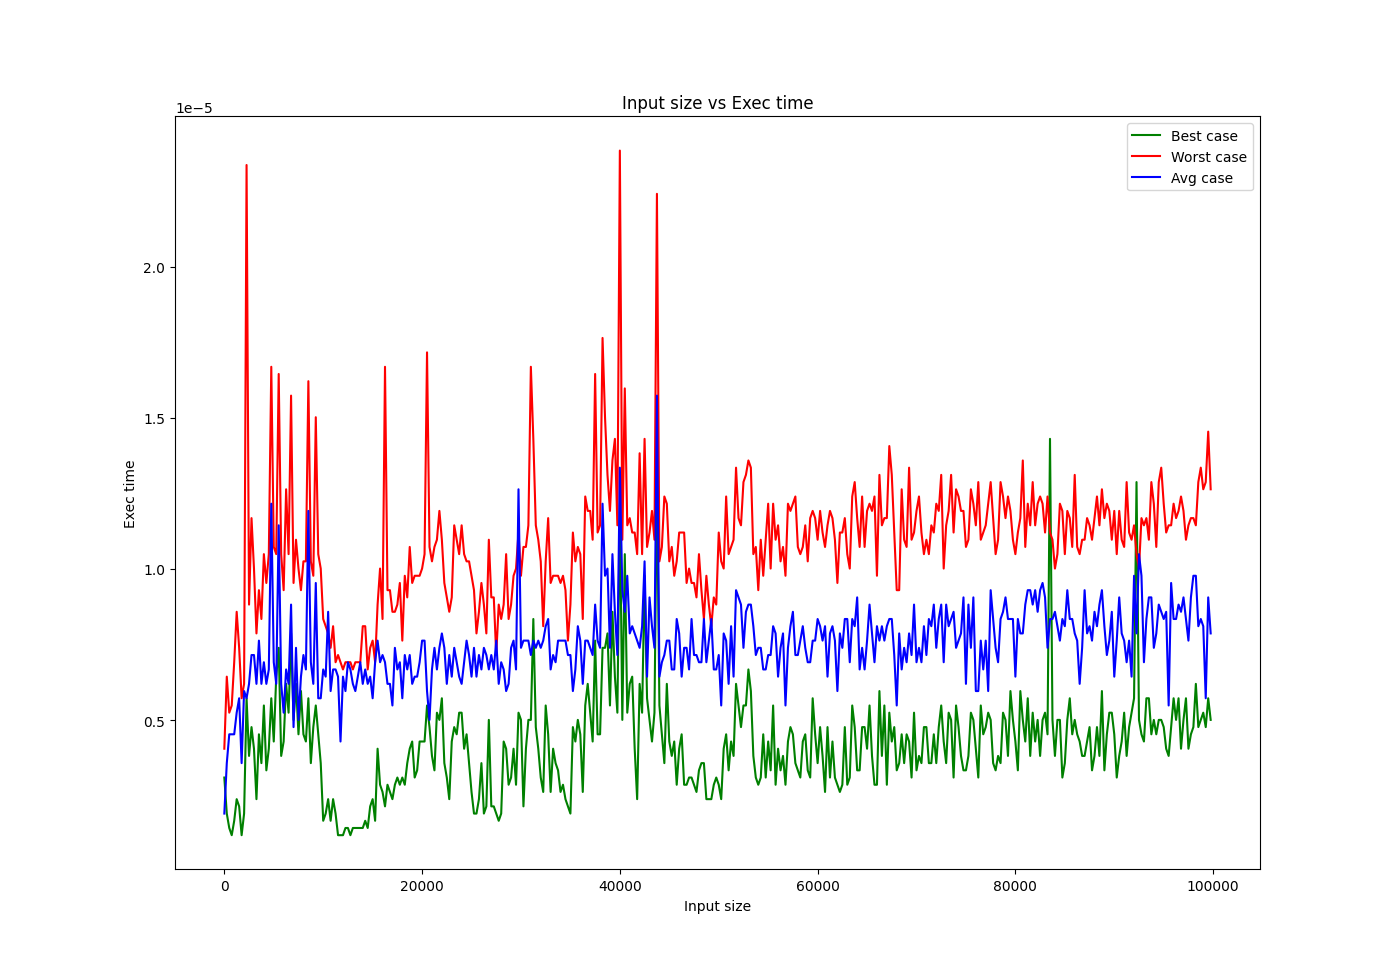 Input size vs Exec time
1e−5
Best case
Worst case
Avg case
2.0
1.5
1.0
0.5
Exec time
0 20000 40000 60000 80000 100000
Input size